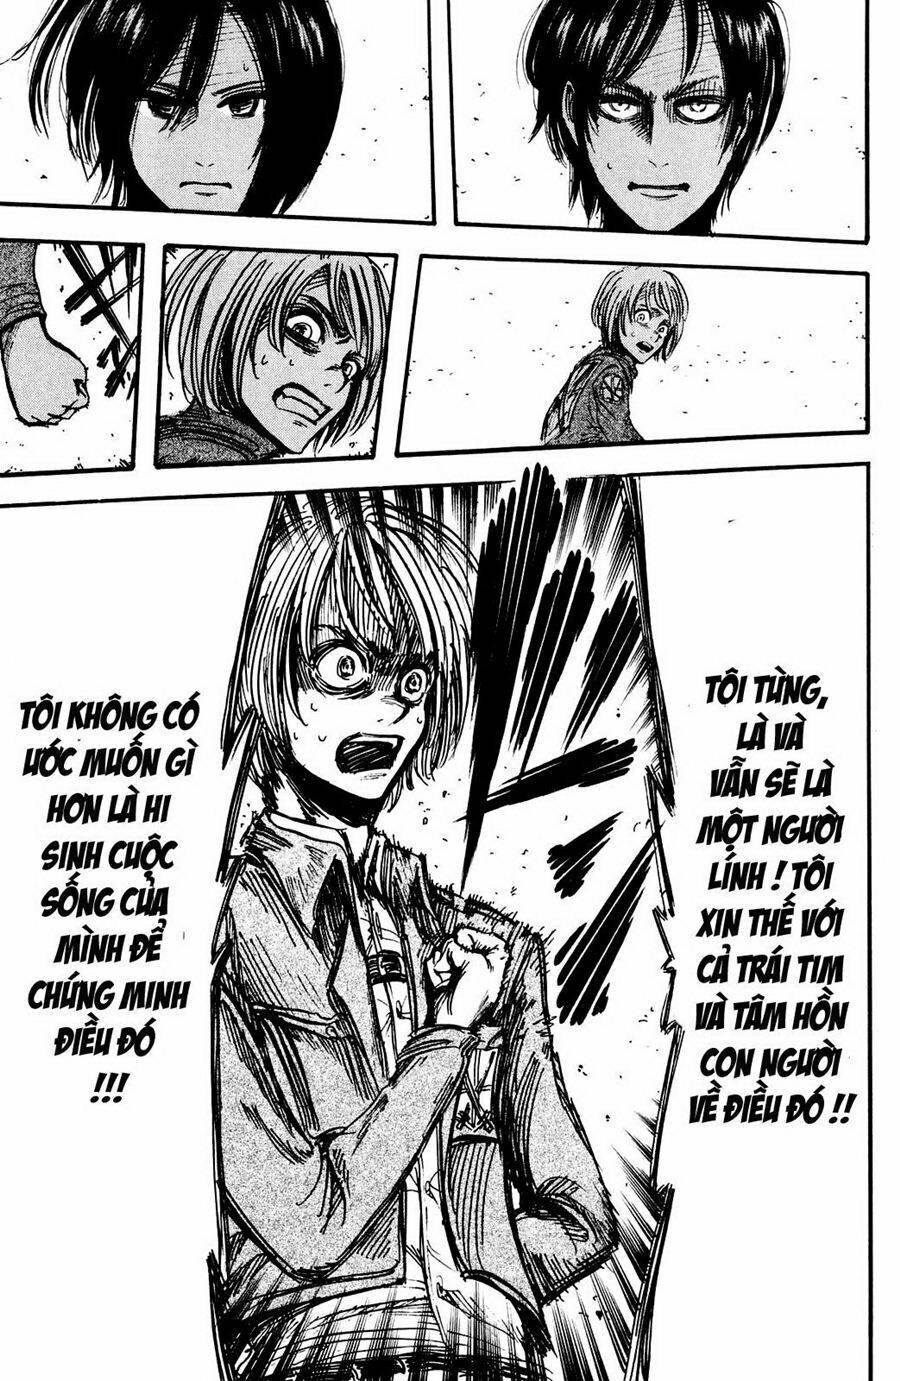 TÔI TỪNG,
LÀ VÀ
VẪN SẼ LÀ
MỘT NGƯỜI
LÍNH ! TÔI
XIN THẾ VỚI
CẢ TRÁI TIM
VÀ TÂM HỒN
CON NGƯỜI
VỀ ĐIỀU ĐÓ !!
TÔI KHÔNG CÓ
ƯỚC MUỐN GÌ
HƠN LÀ HI
SINH CUỘC
SỐNG CỦA
MÌNH ĐỂ
CHỨNG MINH
ĐIỀU ĐÓ
!!!